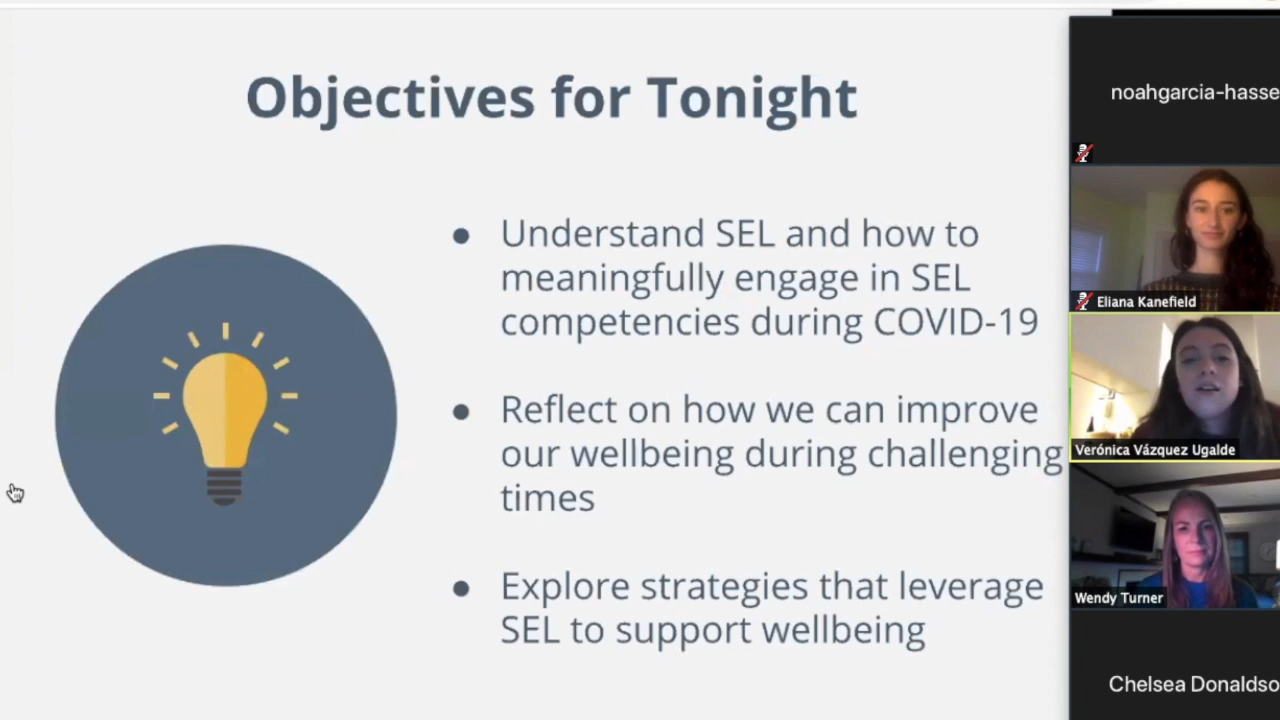 Objectives for Tonight
● Understand SEL and how to
meaningfully engage in SEL
competencies during COVID-19
● Reflect on how we can improve
our wellbeing during challenging
times
● Explore strategies that leverage
SEL to support wellbeing
noahgarcia-hasse
Eliana Kanefield
Verónica Vázquez Ugalde
Wendy Turner
Chelsea Donaldso